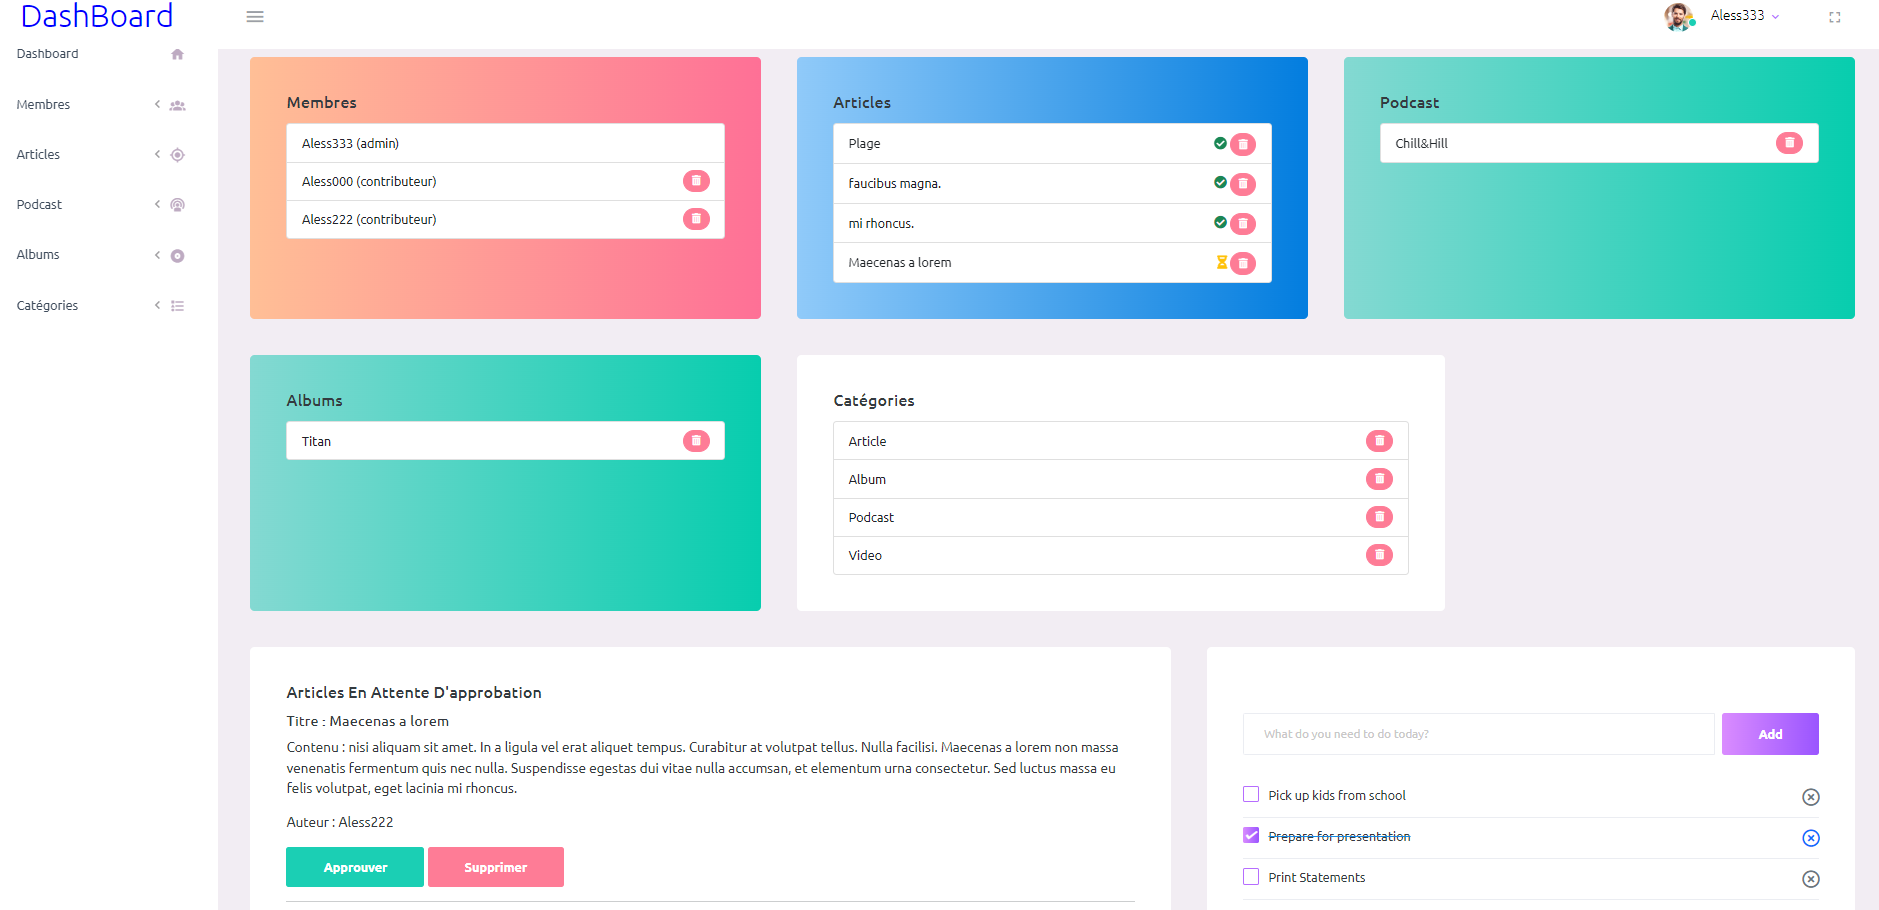 DashBoard
Aless333
Dashboard
Membres
Articles
Podcast
Albums
Catégories
Membres
Aless333 (admin)
Aless000 (contributeur)
Aless222 (contributeur)
Articles
Plage
faucibus magna.
mi rhoncus.
Maecenas a lorem
Podcast
Chill&Hill
Albums
Titan
Catégories
Article
Album
Podcast
Video
Articles En Attente D'approbation
Titre : Maecenas a lorem
Contenu : nisi aliquam sit amet. In a ligula vel erat aliquet tempus. Curabitur at volutpat tellus. Nulla facilisi. Maecenas a lorem non massa
venenatis fermentum quis nec nulla. Suspendisse egestas dui vitae nulla accumsan, et elementum urna consectetur. Sed luctus massa eu
felis volutpat, eget lacinia mi rhoncus.
Auteur : Aless222
Approuver Supprimer
What do you need to do today? Add
Pick up kids from school
Prepare for presentation
Print Statements